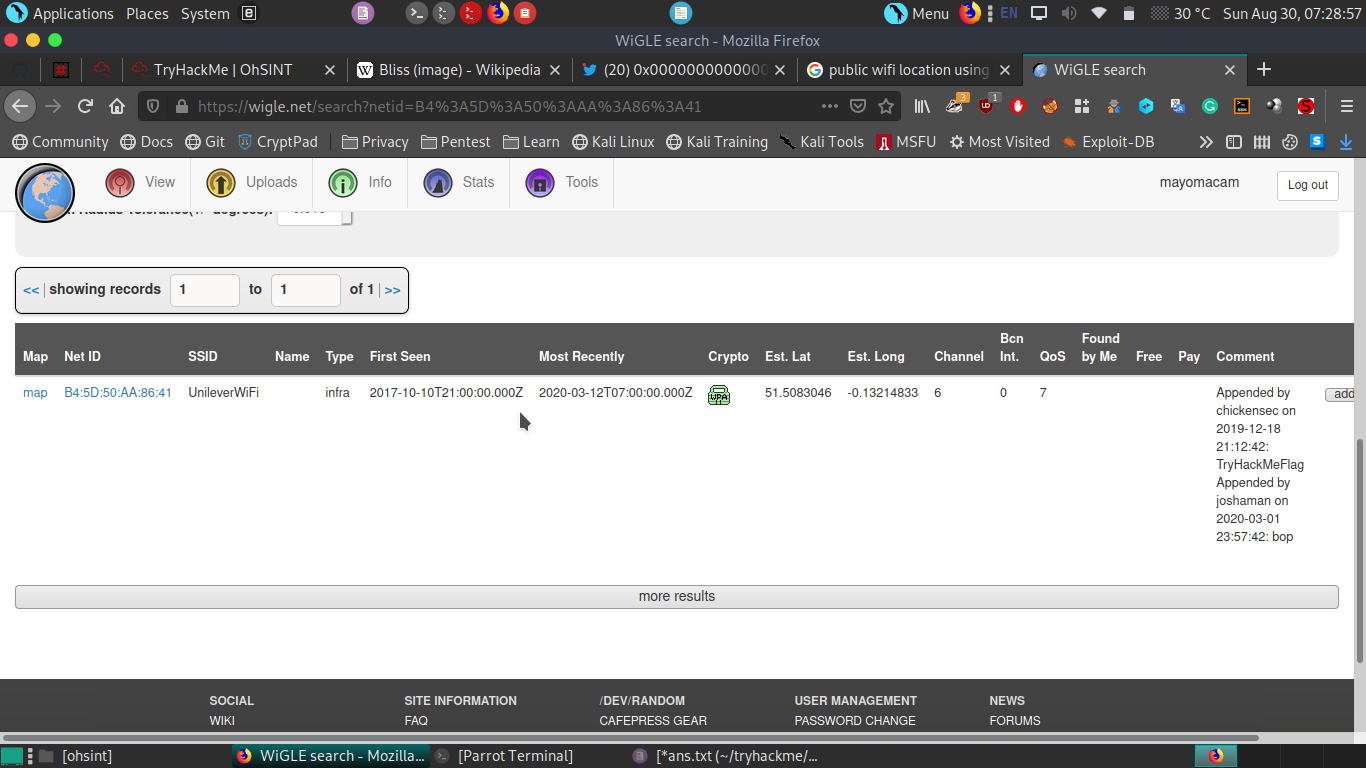 Applications Places System
Menu EN 30 °C Sun Aug 30, 07:28:57
WiGLE search - Mozilla Firefox
TryHackMe | OhSINT
Bliss (image) - Wikipedia
(20) 0x0000000000000
public wifi location using
WiGLE search
https://wigle.net/search?netid=B4%3A5D%3A50%3AAA%3A86%3A41
3 1
Community Docs Git CryptPad Privacy Pentest Learn Kali Linux Kali Training Kali Tools MSFU Most Visited Exploit-DB
View Uploads Info Stats Tools mayomacam Log out
<< | showing records 1 to 1 of 1 | >>
Map Net ID SSID Name Type First Seen Most Recently Crypto Est. Lat Est. Long Channel Bcn Int. QoS Found by Me Free Pay Comment
map B4:5D:50:AA:86:41 UnileverWiFi infra 2017-10-10T21:00:00.000Z 2020-03-12T07:00:00.000Z WPA 51.5083046 -0.13214833 6 0 7 Appended by add
chickensec on
2019-12-18
21:12:42:
TryHackMeFlag
Appended by
joshaman on
2020-03-01
23:57:42: bop
more results
SOCIAL SITE INFORMATION /DEV/RANDOM USER MANAGEMENT NEWS
WIKI FAQ CAFEPRESS GEAR PASSWORD CHANGE FORUMS
[ohsint] WiGLE search - Mozilla... [Parrot Terminal] [*ans.txt (~/tryhackme/...